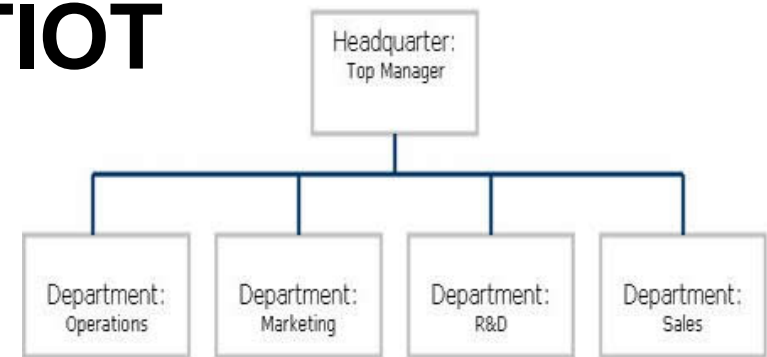 TIOT
Headquarter:
Top Manager
Department:
Operations
Department:
Marketing
Department:
R&D
Department:
Sales